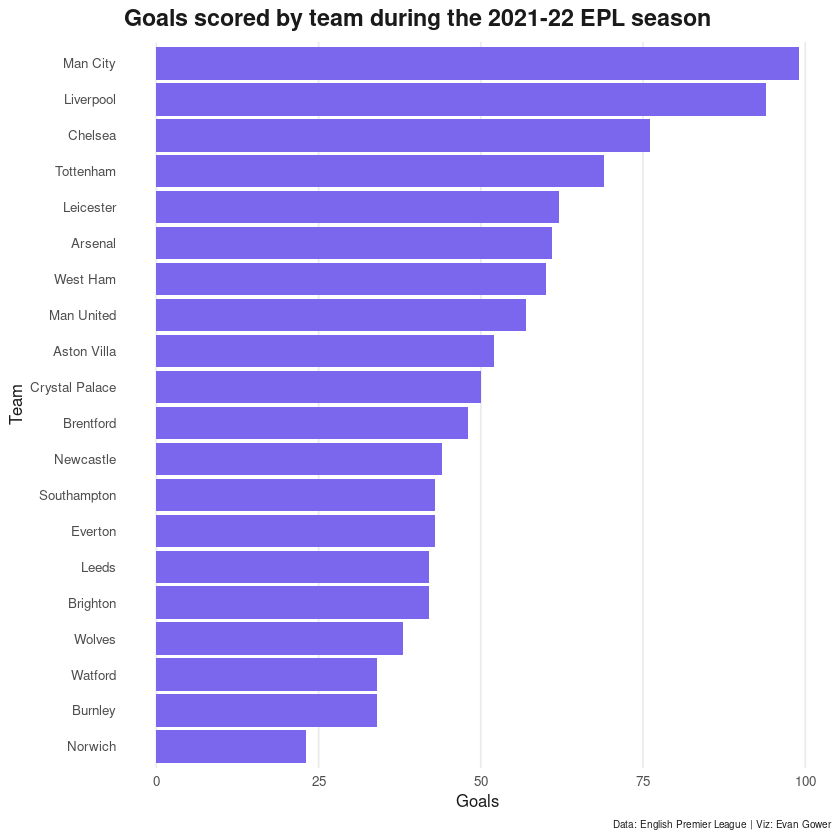 Goals scored by team during the 2021-22 EPL season
Man City
Liverpool
Chelsea
Tottenham
Leicester
Arsenal
West Ham
Man United
Aston Villa
Crystal Palace
Brentford
Newcastle
Southampton
Everton
Leeds
Brighton
Wolves
Watford
Burnley
Norwich
Team
0 25 50 75 100
Goals
Data: English Premier League | Viz: Evan Gower